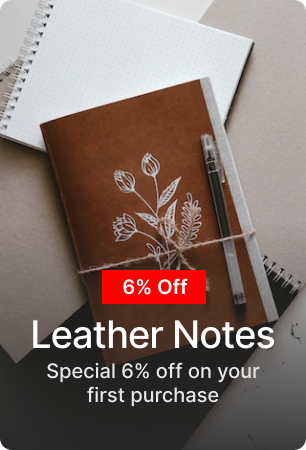 6% Off
Leather Notes
Special 6% off on your
first purchase